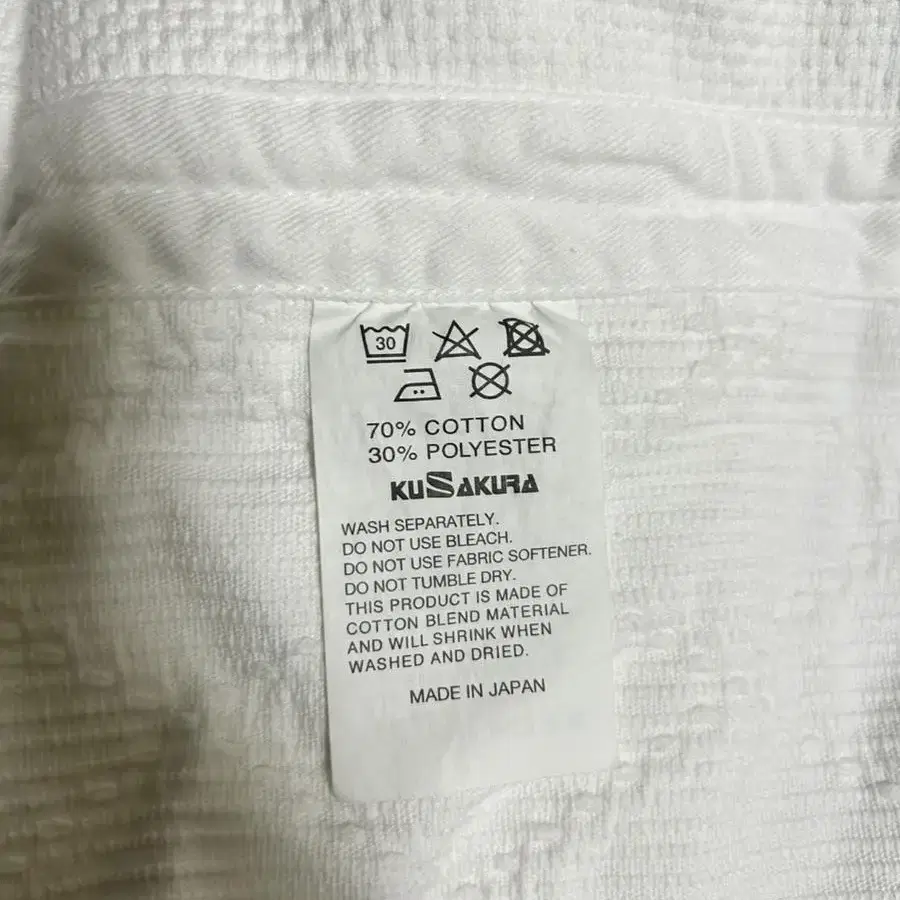 30
70% COTTON
30% POLYESTER
KUSAKURA
WASH SEPARATELY.
DO NOT USE BLEACH.
DO NOT USE FABRIC SOFTENER.
DO NOT TUMBLE DRY.
THIS PRODUCT IS MADE OF
COTTON BLEND MATERIAL
AND WILL SHRINK WHEN
WASHED AND DRIED.
MADE IN JAPAN